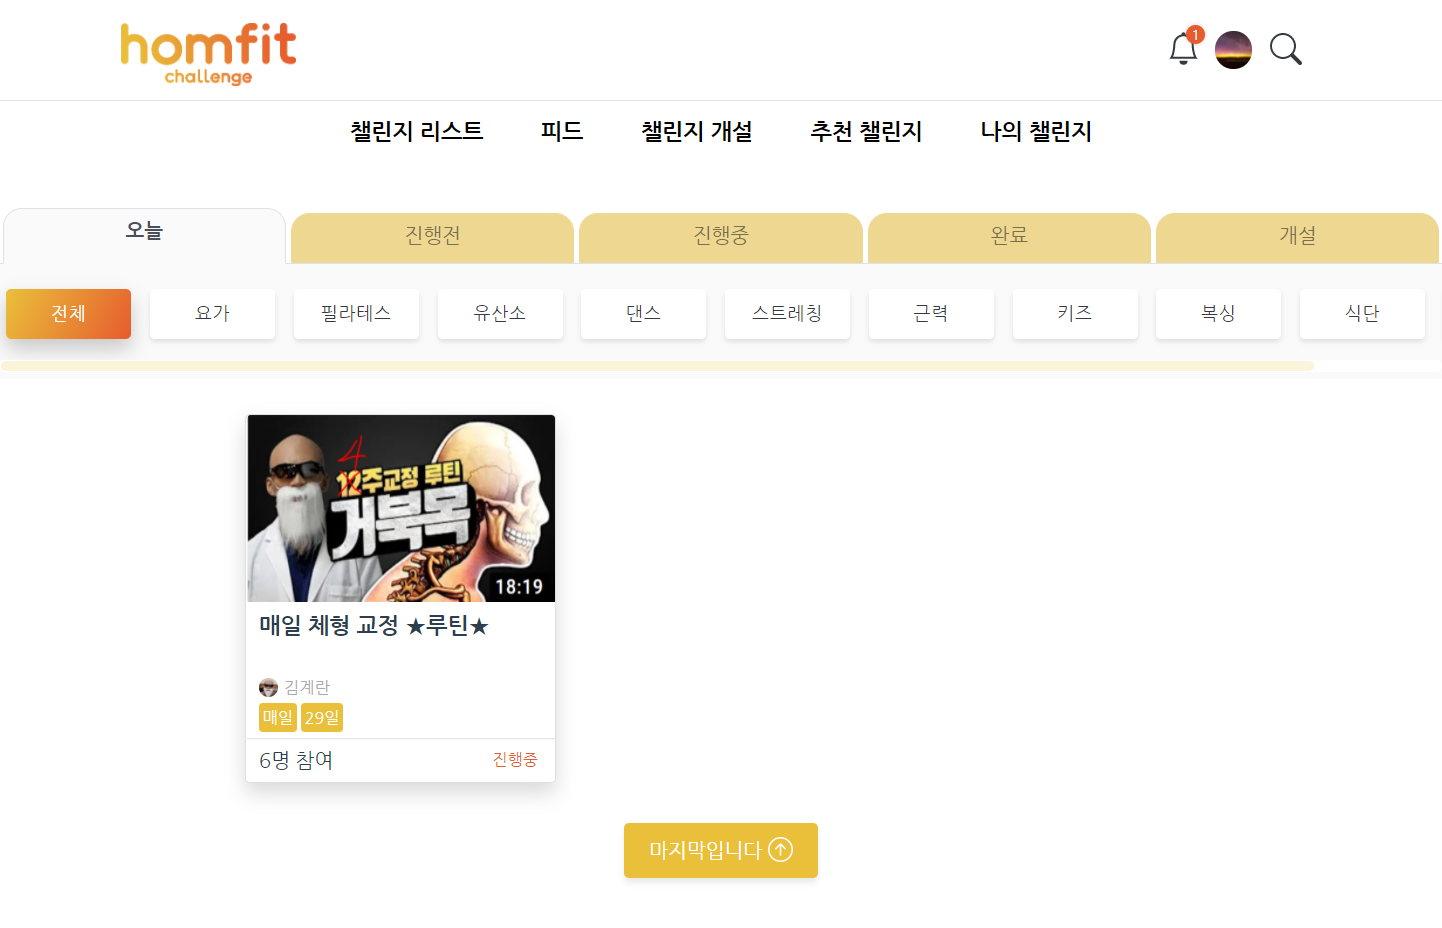 homfit
challenge
1
챌린지 리스트 피드 챌린지 개설 추천 챌린지 나의 챌린지
오늘 진행전 진행중 완료 개설
전체 요가 필라테스 유산소 댄스 스트레칭 근력 키즈 복싱 식단
4
12주교정 루틴
거북목
18:19
매일 체형 교정 ★루틴★
김계란
매일 29일
6명 참여 진행중
마지막입니다